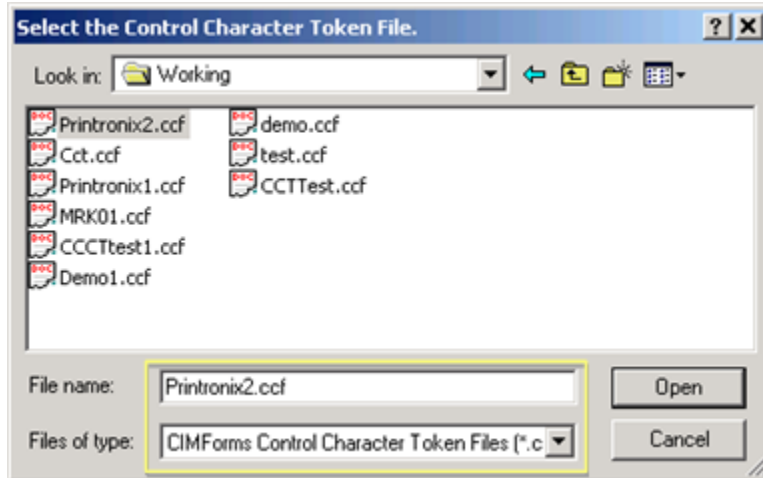 Select the Control Character Token File.
Look in: Working
Printronix2.ccf demo.ccf
Cct.ccf test.ccf
Printronix1.ccf CCTTest.ccf
MRK01.ccf
CCCTtest1.ccf
Demo1.ccf
File name: Printronix2.ccf Open
Files of type: CIMForms Control Character Token Files (*.c Cancel